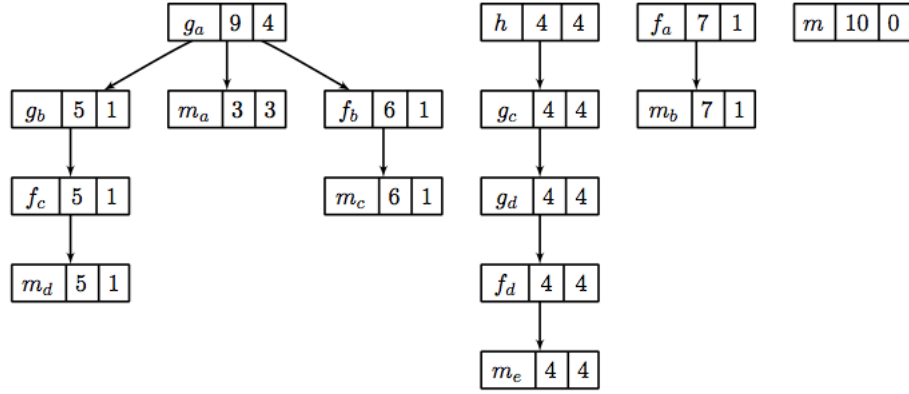 g_a 9 4 h 4 4 f_a 7 1 m 10 0
g_b 5 1 m_a 3 3 f_b 6 1 g_c 4 4 m_b 7 1
f_c 5 1 m_c 6 1 g_d 4 4
m_d 5 1 f_d 4 4
m_e 4 4